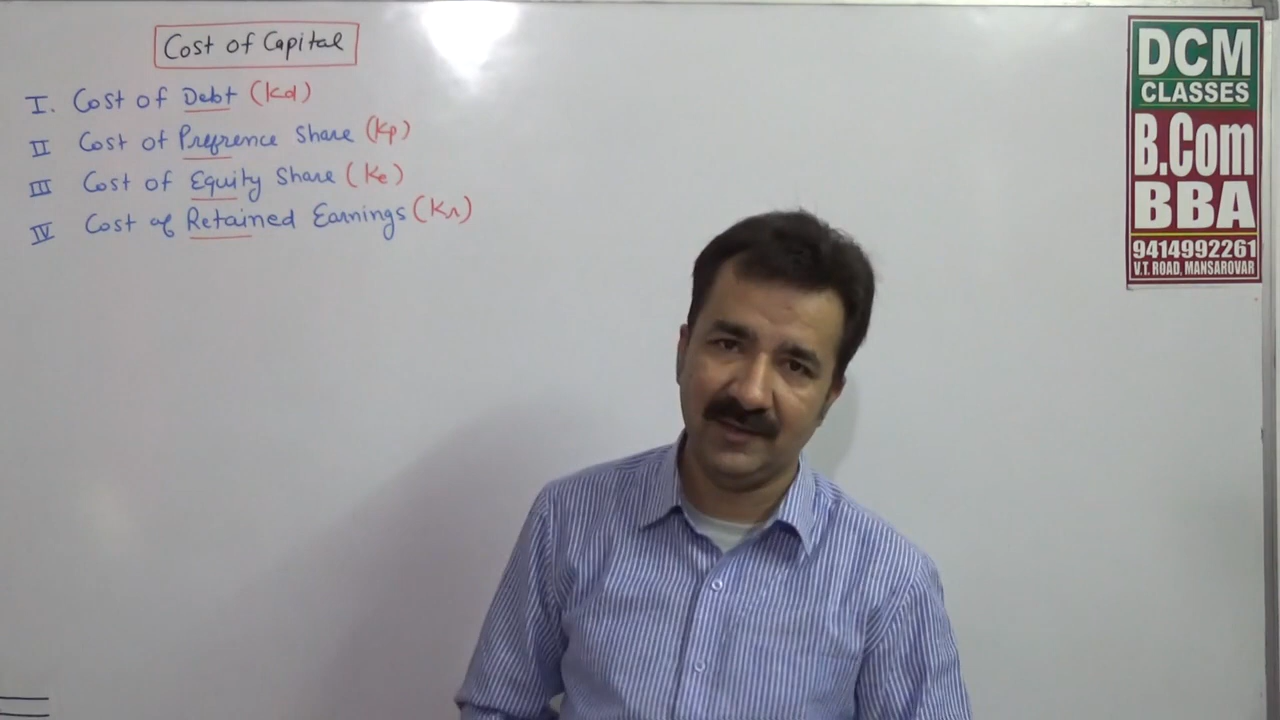 Cost of Capital
I. Cost of Debt (Kd)
II Cost of Prefrence Share (Kp)
III Cost of Equity Share (Ke)
IV Cost of Retained Earnings (Kr)
DCM
CLASSES
B.Com
BBA
9414992261
V.T. ROAD, MANSAROVAR